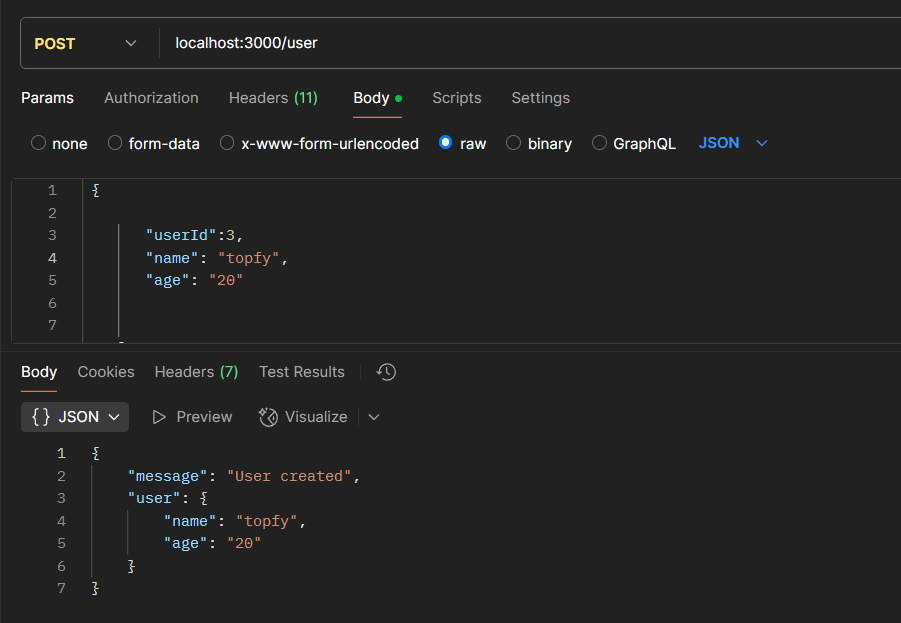 POST localhost:3000/user
Params Authorization Headers (11) Body Scripts Settings
none form-data x-www-form-urlencoded raw binary GraphQL JSON
1 {
2
3 "userId":3,
4 "name": "topfy",
5 "age": "20"
6
7
Body Cookies Headers (7) Test Results
{} JSON Preview Visualize
1 {
2 "message": "User created",
3 "user": {
4 "name": "topfy",
5 "age": "20"
6 }
7 }